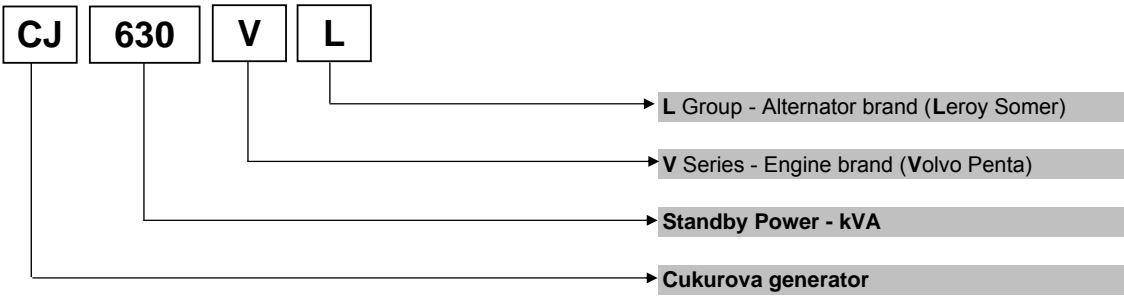 CJ 630 V L
L Group - Alternator brand (Leroy Somer)
V Series - Engine brand (Volvo Penta)
Standby Power - kVA
Cukurova generator